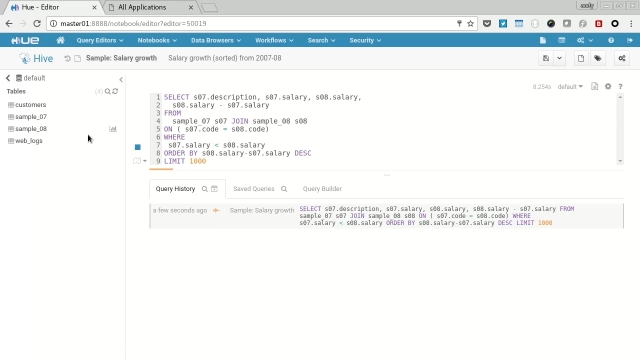 Hue - Editor
All Applications
master01:8888/notebook/editor?editor=50019
HUE Query Editors Notebooks Data Browsers Workflows Search Security
Hive Sample: Salary growth Salary growth (sorted) from 2007-08
default
Tables (4)
customers
sample_07
sample_08
web_logs
8.254s default
1 SELECT s07.description, s07.salary, s08.salary,
2 s08.salary - s07.salary
3 FROM
4 sample_07 s07 JOIN sample_08 s08
5 ON ( s07.code = s08.code)
6 WHERE
7 s07.salary < s08.salary
8 ORDER BY s08.salary-s07.salary DESC
9 LIMIT 1000
Query History Saved Queries Query Builder
a few seconds ago Sample: Salary growth
SELECT s07.description, s07.salary, s08.salary, s08.salary - s07.salary FROM
sample_07 s07 JOIN sample_08 s08 ON ( s07.code = s08.code) WHERE
s07.salary < s08.salary ORDER BY s08.salary-s07.salary DESC LIMIT 1000